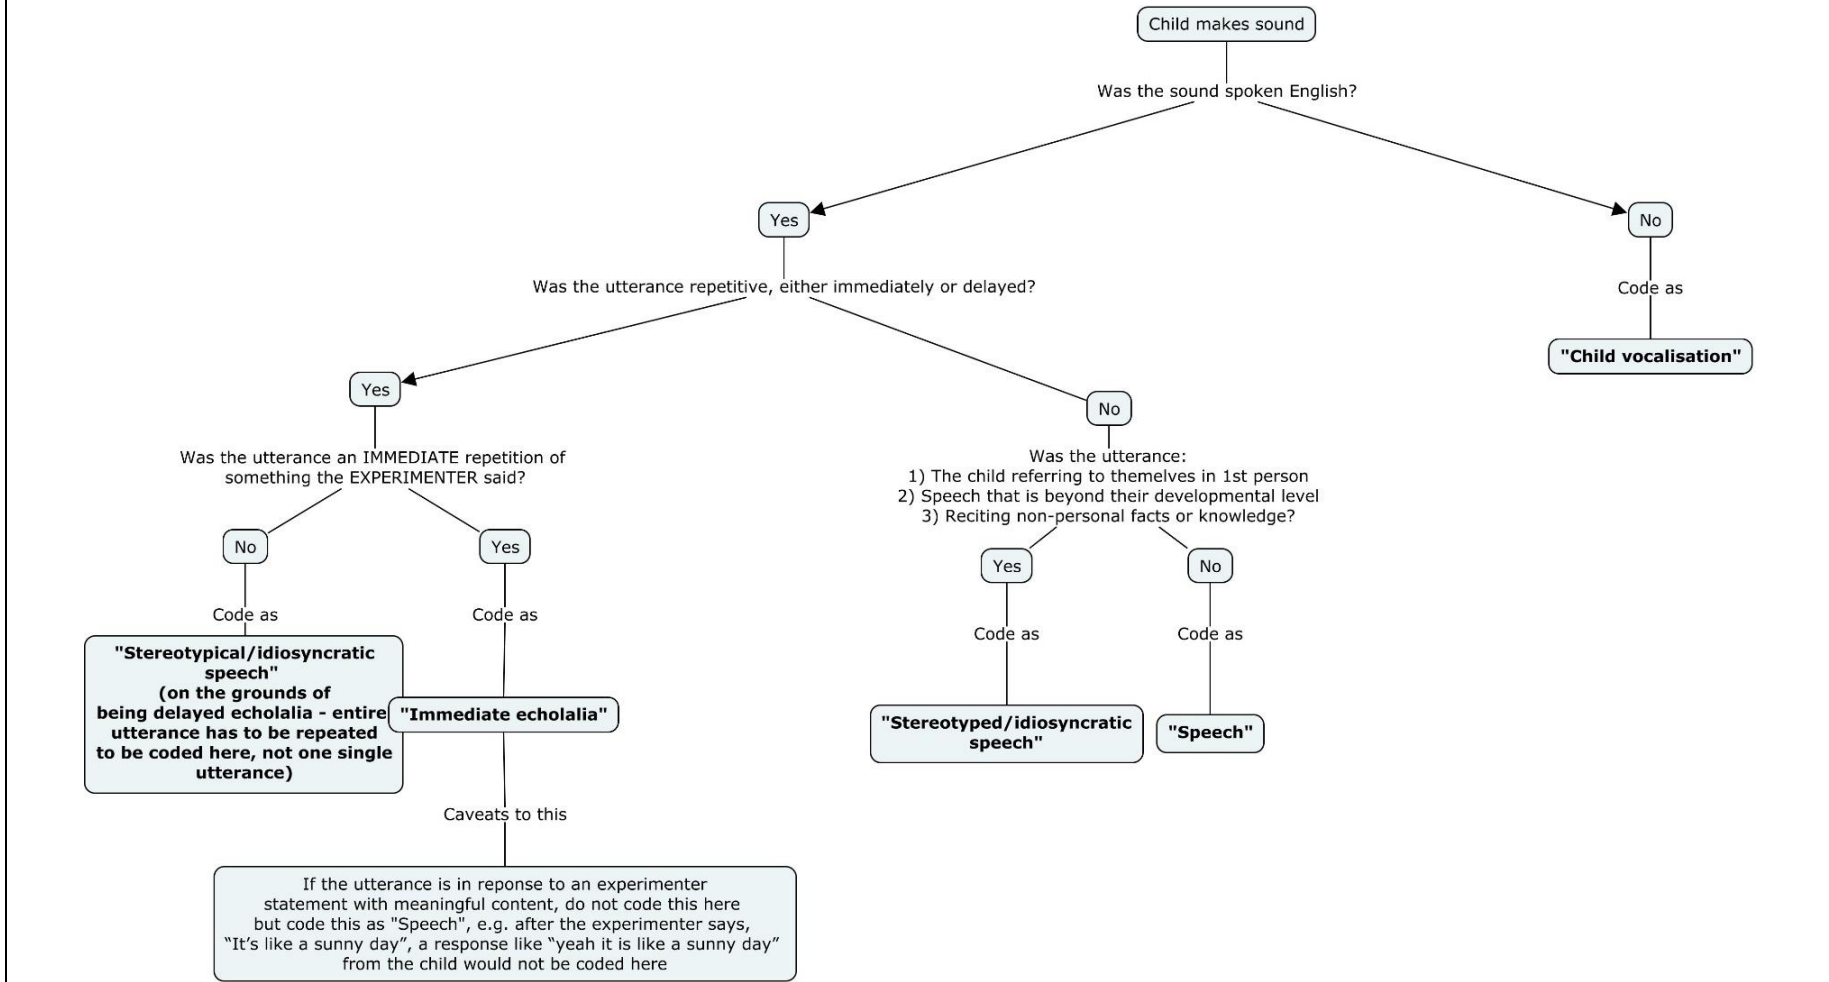 Child makes sound
Was the sound spoken English?
Yes
No
Was the utterance repetitive, either immediately or delayed?
Code as
"Child vocalisation"
Yes
No
Was the utterance an IMMEDIATE repetition of
something the EXPERIMENTER said?
Was the utterance:
1) The child referring to themselves in 1st person
2) Speech that is beyond their developmental level
3) Reciting non-personal facts or knowledge?
No
Yes
Yes
No
Code as
Code as
Code as
Code as
"Stereotypical/idiosyncratic
speech"
(on the grounds of
being delayed echolalia - entire
utterance has to be repeated
to be coded here, not one single
utterance)
"Immediate echolalia"
"Stereotyped/idiosyncratic
speech"
"Speech"
Caveats to this
If the utterance is in reponse to an experimenter
statement with meaningful content, do not code this here
but code this as "Speech", e.g. after the experimenter says,
“It’s like a sunny day”, a response like “yeah it is like a sunny day”
from the child would not be coded here